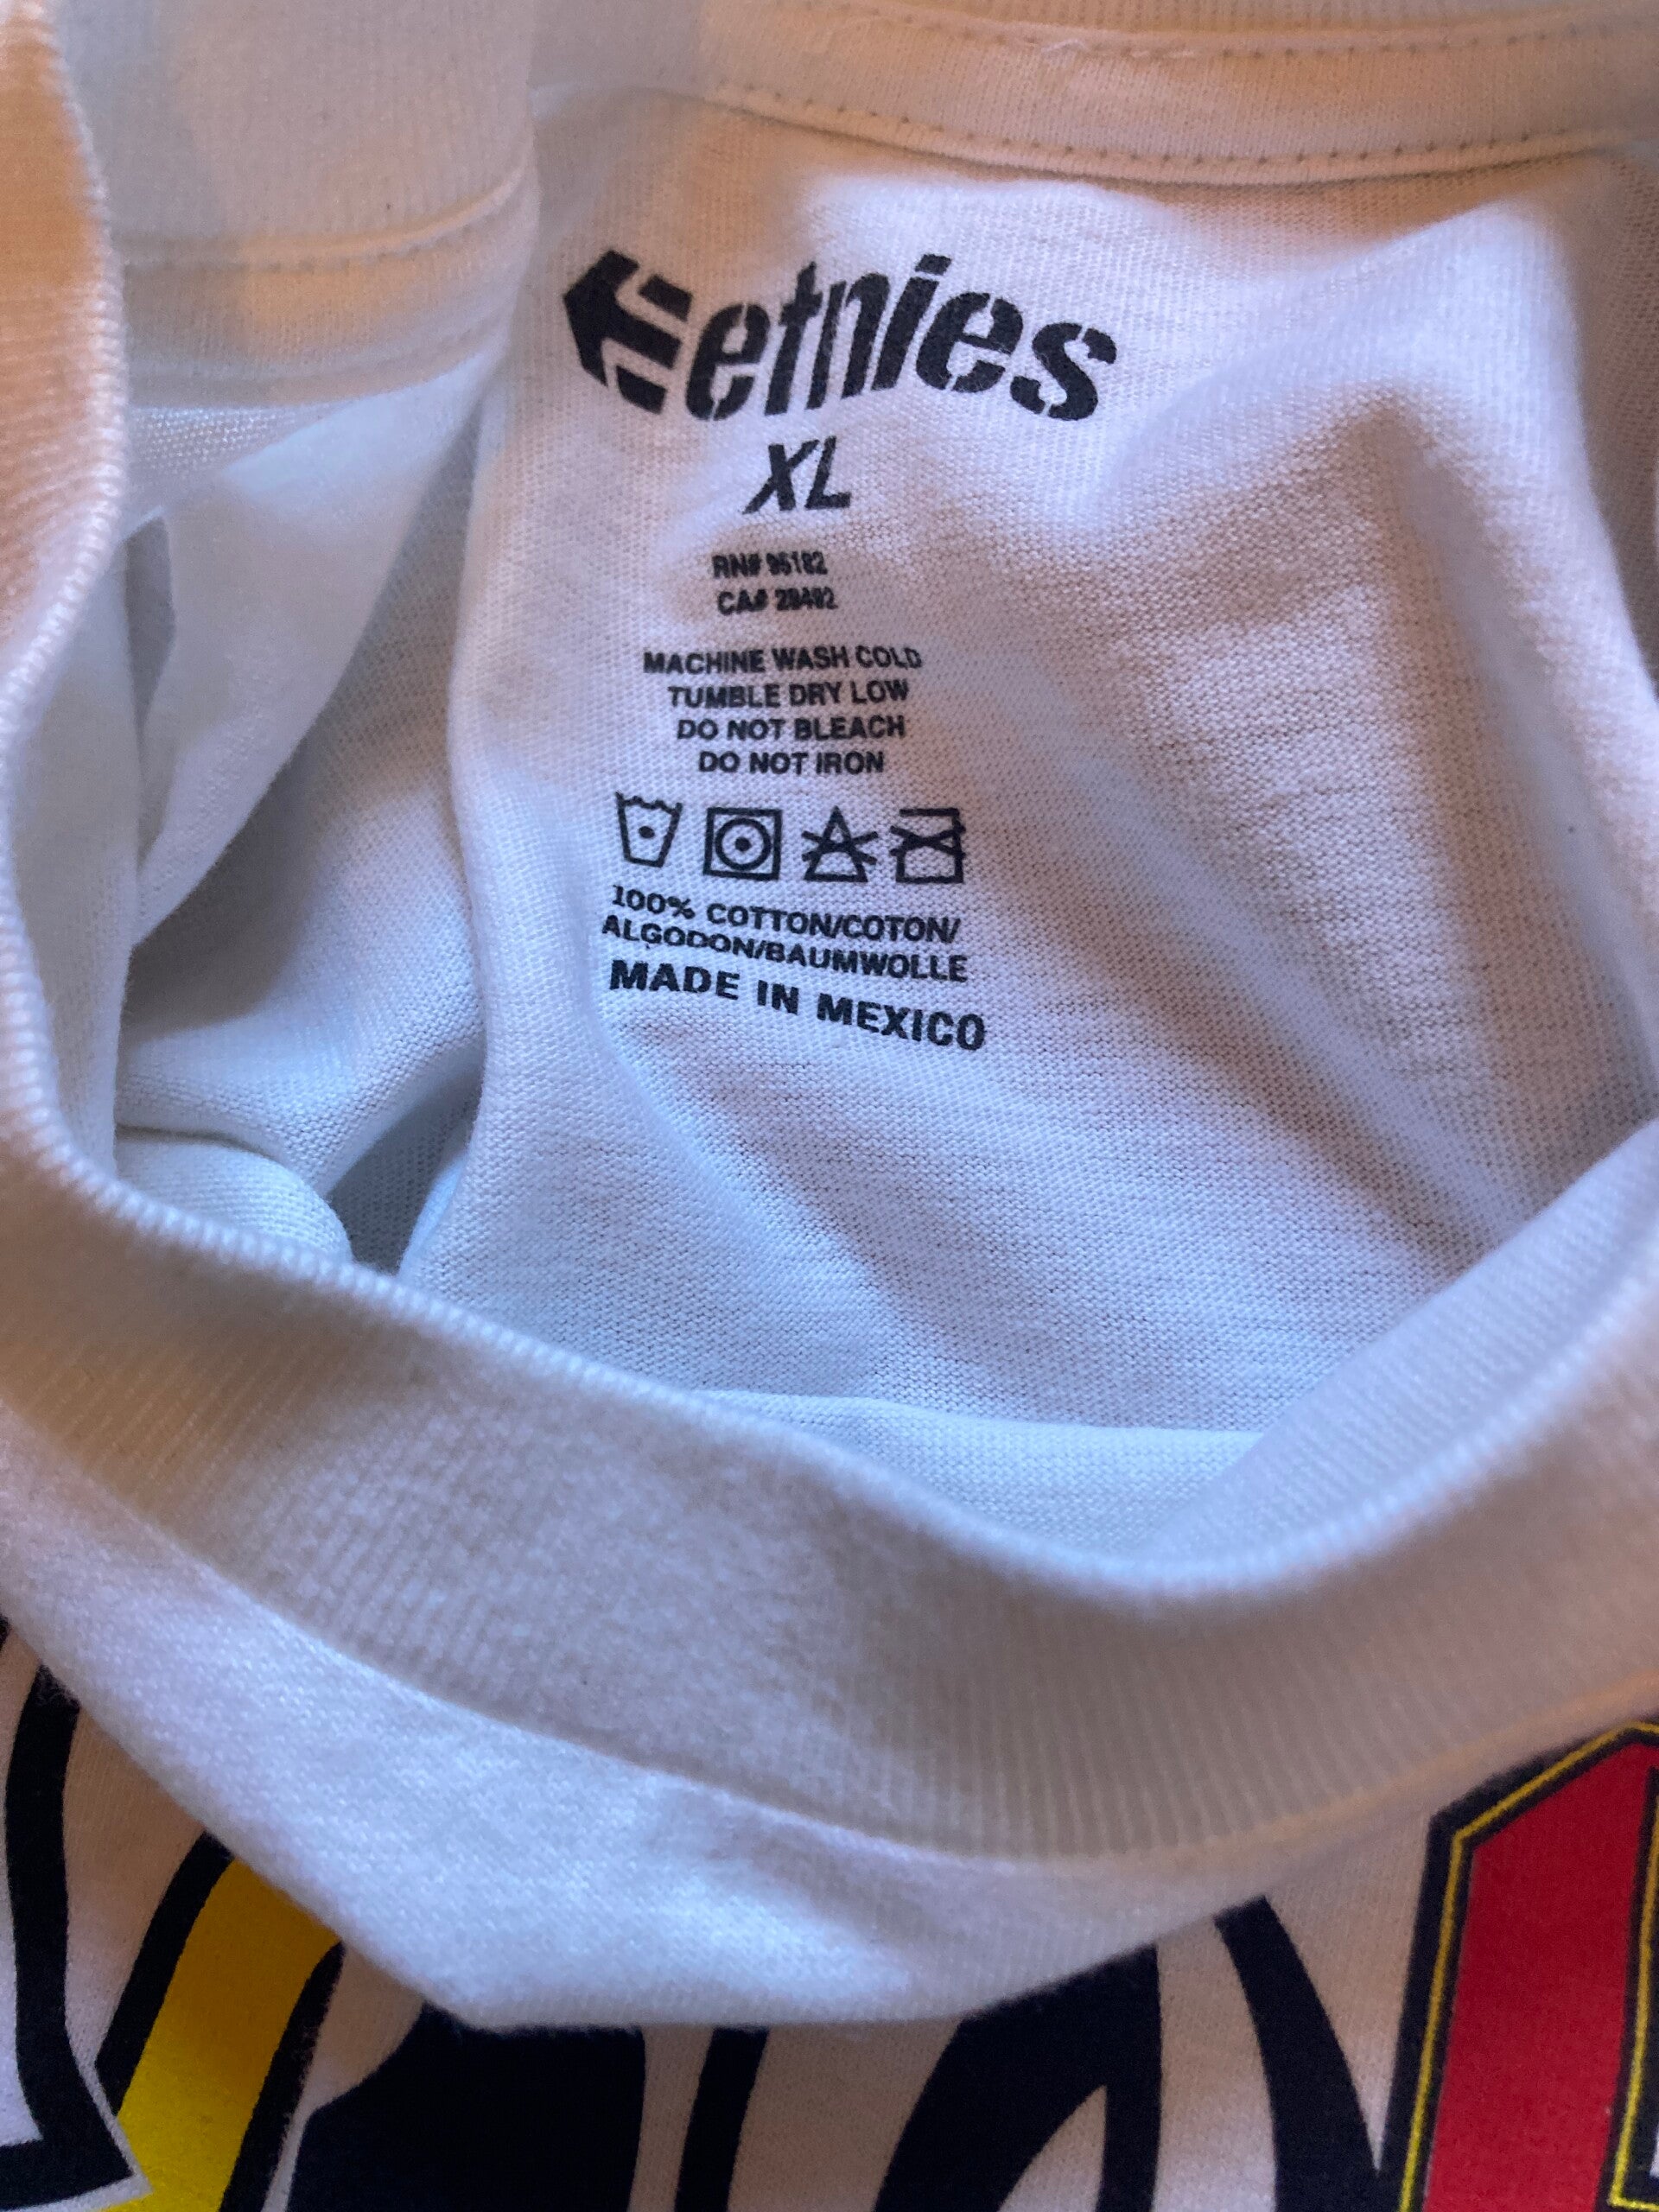 etnies
XL
RN# 96182
CA# 28492
MACHINE WASH COLD
TUMBLE DRY LOW
DO NOT BLEACH
DO NOT IRON
100% COTTON/COTON/
ALGODON/BAUMWOLLE
MADE IN MEXICO